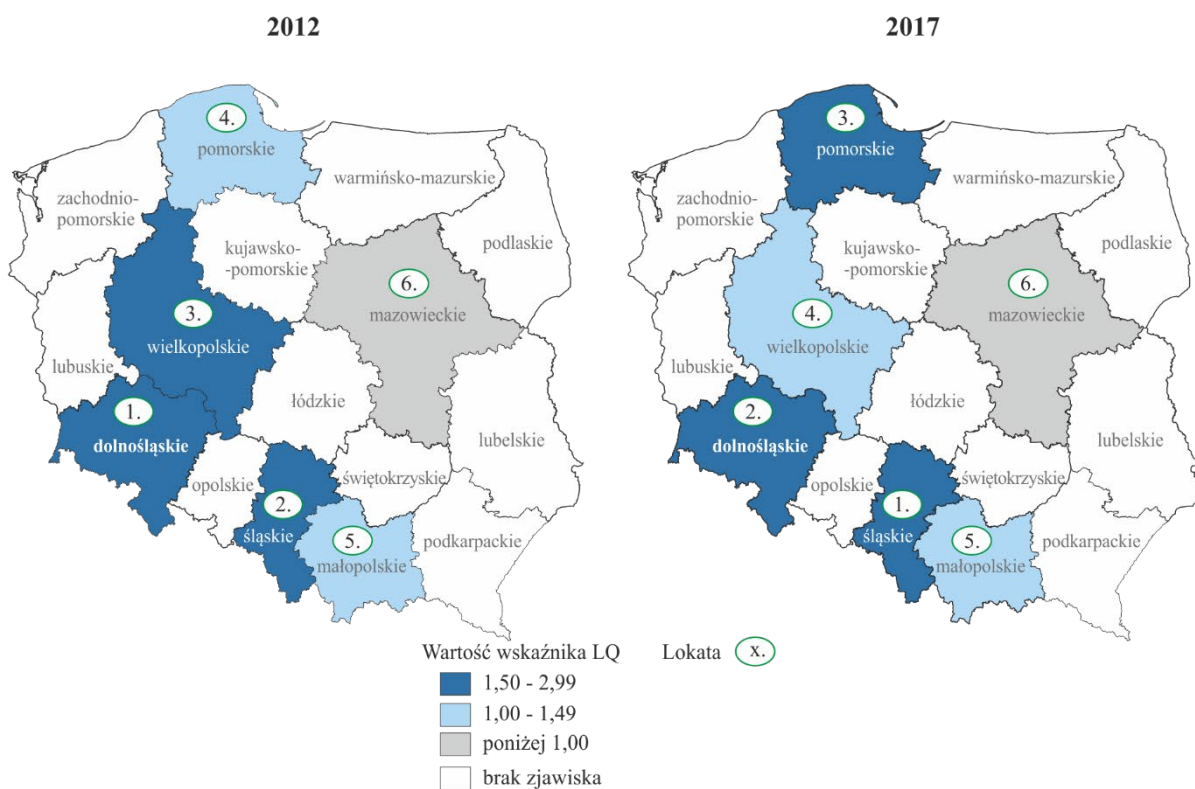 2012
2017
4.
pomorskie
zachodnio-
pomorskie
warmińsko-mazurskie
kujawsko-
-pomorskie
podlaskie
6.
mazowieckie
3.
wielkopolskie
lubuskie
1.
dolnośląskie
łódzkie
lubelskie
opolskie
2.
śląskie
świętokrzyskie
5.
małopolskie
podkarpackie
3.
pomorskie
zachodnio-
pomorskie
warmińsko-mazurskie
kujawsko-
-pomorskie
podlaskie
6.
mazowieckie
4.
wielkopolskie
lubuskie
2.
dolnośląskie
łódzkie
lubelskie
opolskie
1.
śląskie
świętokrzyskie
5.
małopolskie
podkarpackie
Wartość wskaźnika LQ
Lokata x.
1,50 - 2,99
1,00 - 1,49
poniżej 1,00
brak zjawiska